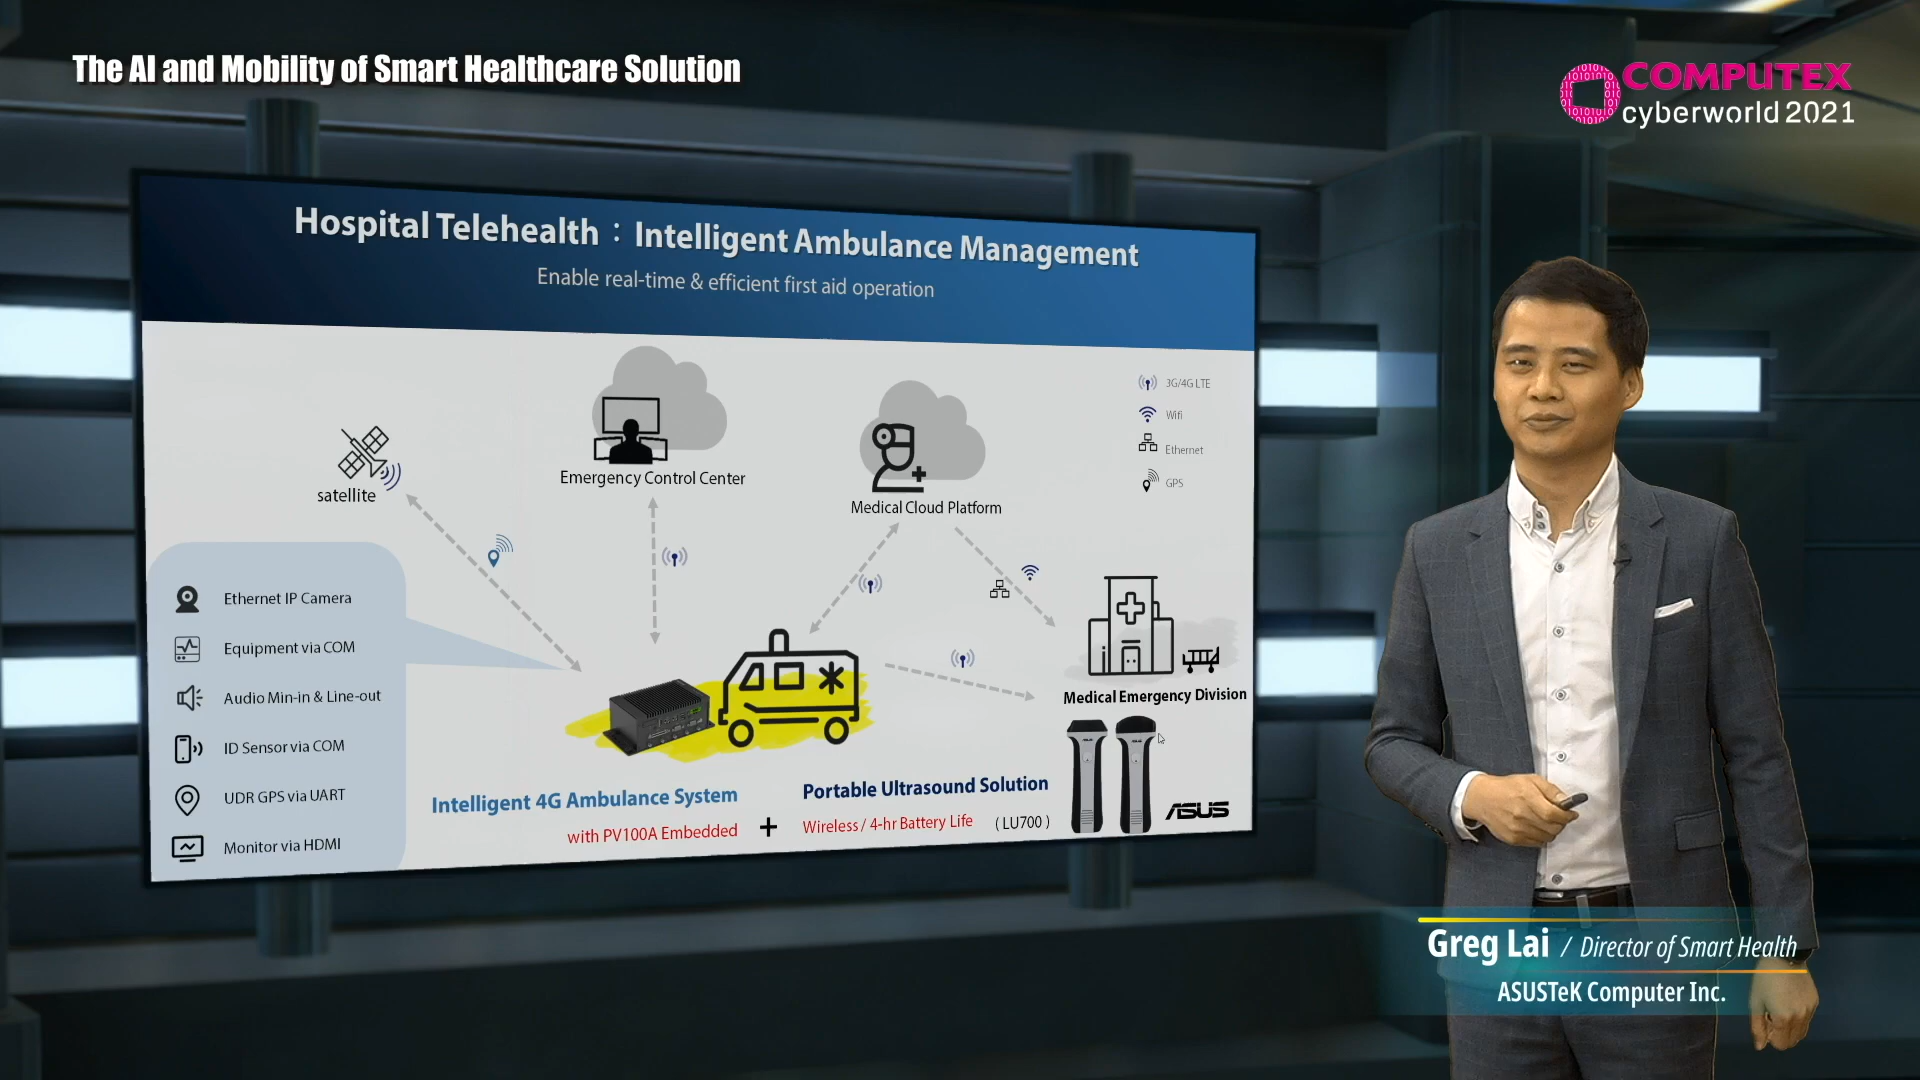 The AI and Mobility of Smart Healthcare Solution
COMPUTEX
cyberworld 2021
Hospital Telehealth : Intelligent Ambulance Management
Enable real-time & efficient first aid operation
3G/4G LTE
Wifi
Ethernet
GPS
satellite
Emergency Control Center
Medical Cloud Platform
Ethernet IP Camera
Equipment via COM
Audio Min-in & Line-out
ID Sensor via COM
UDR GPS via UART
Monitor via HDMI
Medical Emergency Division
Intelligent 4G Ambulance System
with PV100A Embedded
+
Portable Ultrasound Solution
Wireless / 4-hr Battery Life ( LU700 )
ASUS
Greg Lai / Director of Smart Health
ASUSTeK Computer Inc.